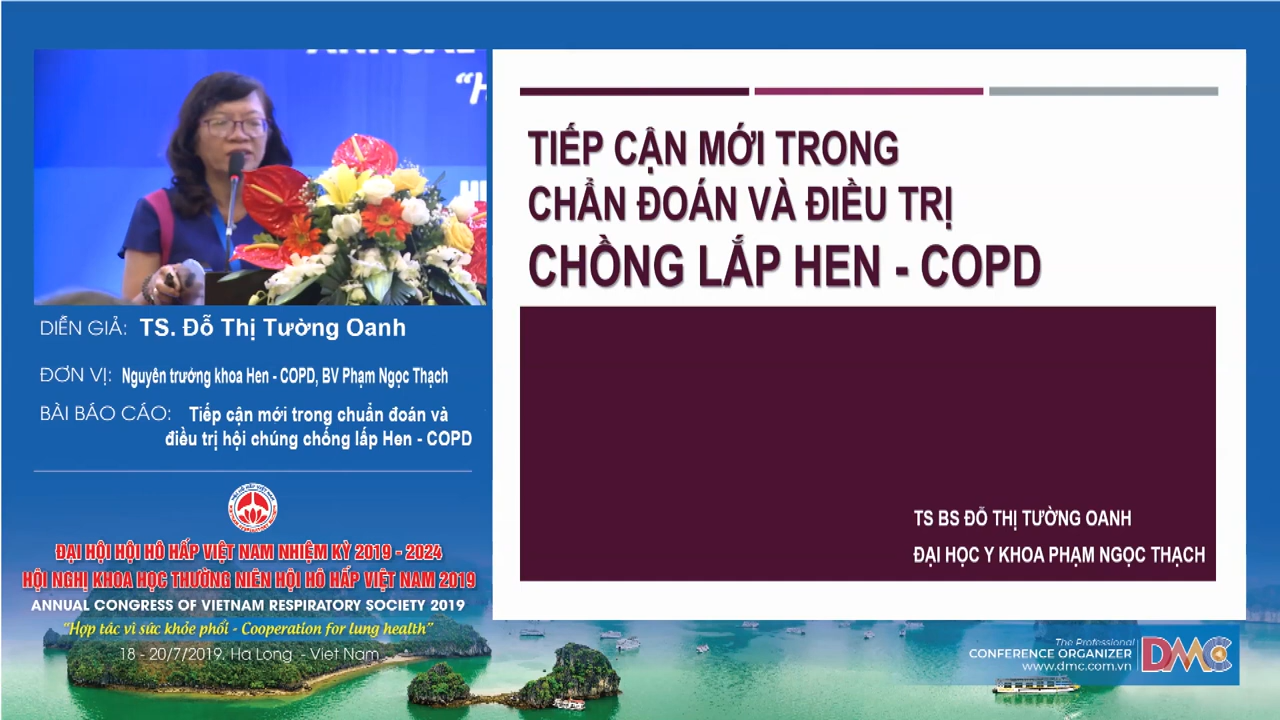 ANNUAL
"H
TIẾP CẬN MỚI TRONG
CHẨN ĐOÁN VÀ ĐIỀU TRỊ
CHỒNG LẮP HEN - COPD
TS BS ĐỖ THỊ TƯỜNG OANH
ĐẠI HỌC Y KHOA PHẠM NGỌC THẠCH
DIỄN GIẢ: TS. Đỗ Thị Tường Oanh
ĐƠN VỊ: Nguyên trưởng khoa Hen - COPD, BV Phạm Ngọc Thạch
BÀI BÁO CÁO: Tiếp cận mới trong chuẩn đoán và
điều trị hội chúng chống lấp Hen - COPD
ĐẠI HỘI HỘI HÔ HẤP VIỆT NAM NHIỆM KỲ 2019 - 2024
HỘI NGHỊ KHOA HỌC THƯỜNG NIÊN HỘI HÔ HẤP VIỆT NAM 2019
ANNUAL CONGRESS OF VIETNAM RESPIRATORY SOCIETY 2019
"Hợp tác vì sức khỏe phổi - Cooperation for lung health"
18 - 20/7/2019. Ha Long - Viet Nam
The Professional
CONFERENCE ORGANIZER
www.dmc.com.vn
DMC